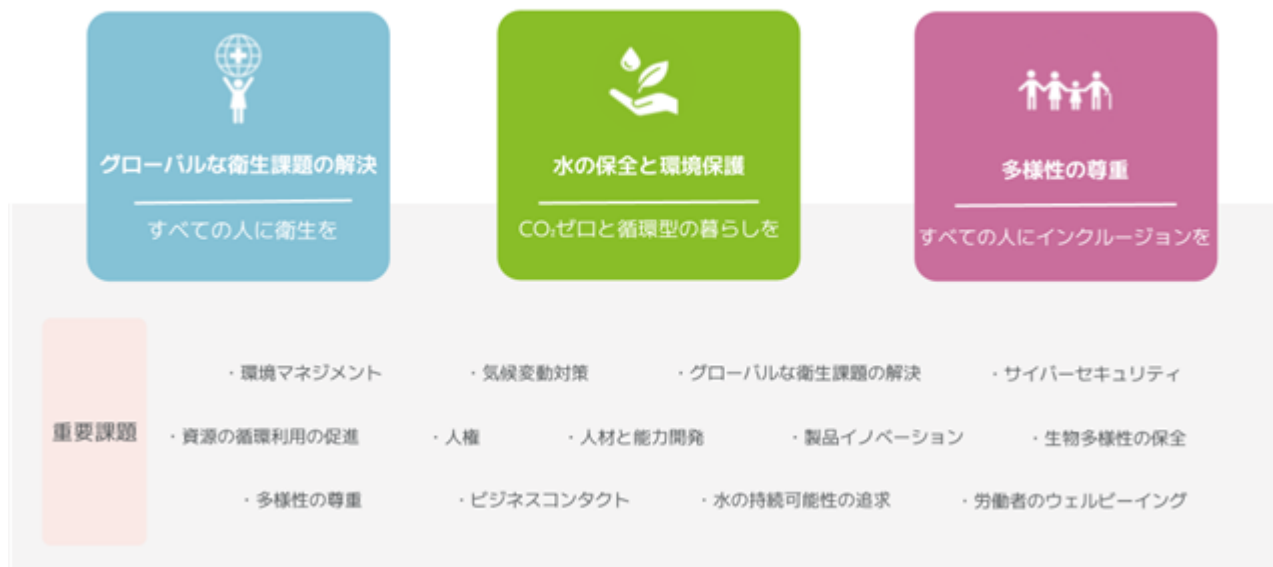 グローバルな衛生課題の解決
すべての人に衛生を
水の保全と環境保護
CO₂ゼロと循環型の暮らしを
多様性の尊重
すべての人にインクルージョンを
重要課題
・環境マネジメント ・気候変動対策 ・グローバルな衛生課題の解決 ・サイバーセキュリティ
・資源の循環利用の促進 ・人権 ・人材と能力開発 ・製品イノベーション ・生物多様性の保全
・多様性の尊重 ・ビジネスコンタクト ・水の持続可能性の追求 ・労働者のウェルビーイング